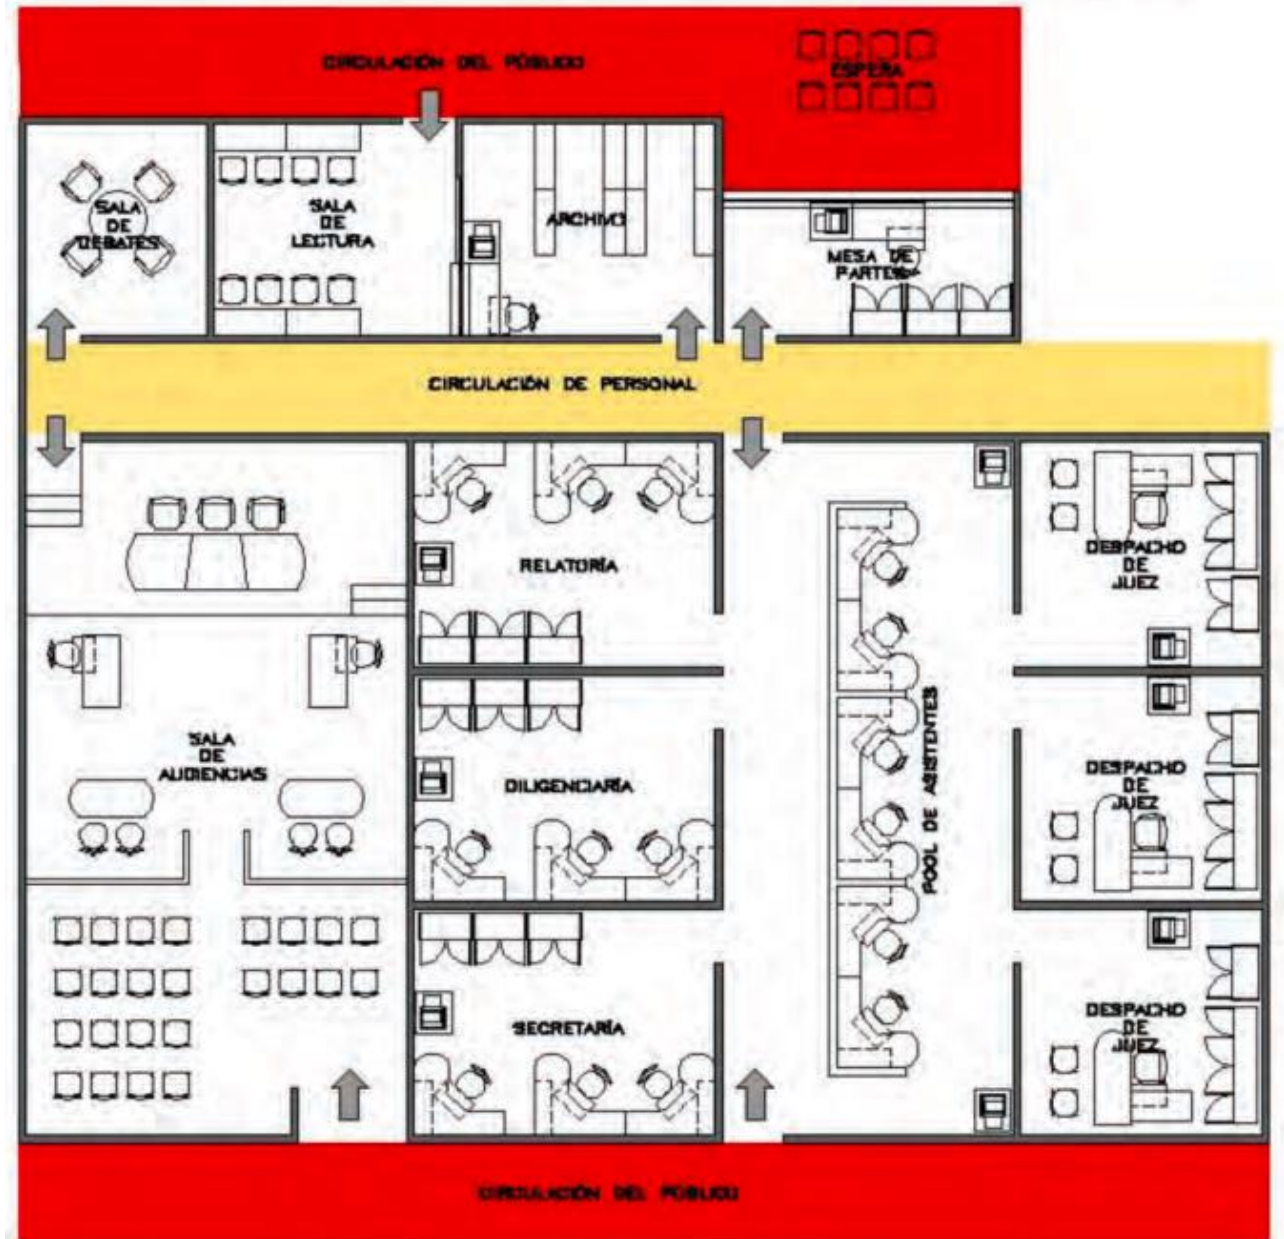 CIRCULACIÓN DEL PÚBLICO
ESPERA
SALA
DE
DEBATES
SALA
DE
LECTURA
ARCHIVO
MESA DE
PARTES
CIRCULACIÓN DE PERSONAL
RELATORÍA
DESPACHO
DE
JUEZ
SALA
DE
AUDIENCIAS
DILIGENCIARÍA
POOL DE ASISTENTES
DESPACHO
DE
JUEZ
SECRETARÍA
DESPACHO
DE
JUEZ
CIRCULACIÓN DEL PÚBLICO